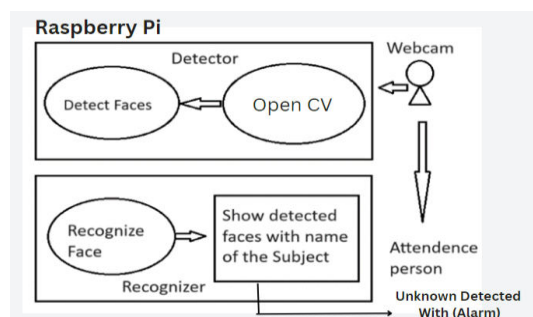 Raspberry Pi
Detector
Webcam
Detect Faces
Open CV
Recognize
Face
Show detected
faces with name
of the Subject
Recognizer
Attendence
person
Unknown Detected
With (Alarm)